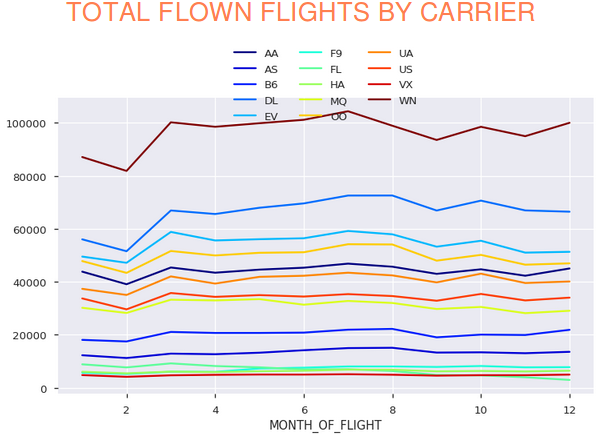 TOTAL FLOWN FLIGHTS BY CARRIER
AA F9 UA
AS FL US
B6 HA VX
DL MQ WN
EV OO
100000
80000
60000
40000
20000
0
2 4 6 8 10 12
MONTH_OF_FLIGHT